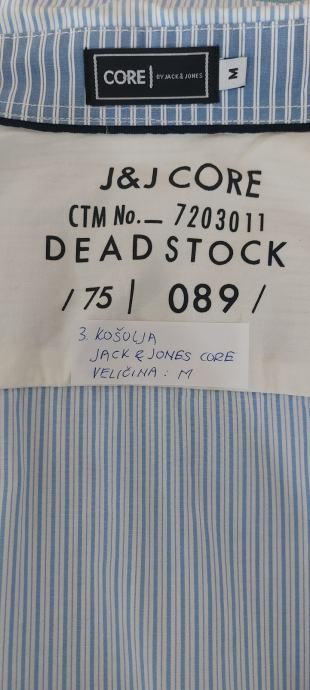 CORE BY JACK & JONES
M
J&J CORE
CTM No. — 7203011
DEADSTOCK
/ 75 | 089 /
3. KOŠULJA
JACK & JONES CORE
VELIČINA: M